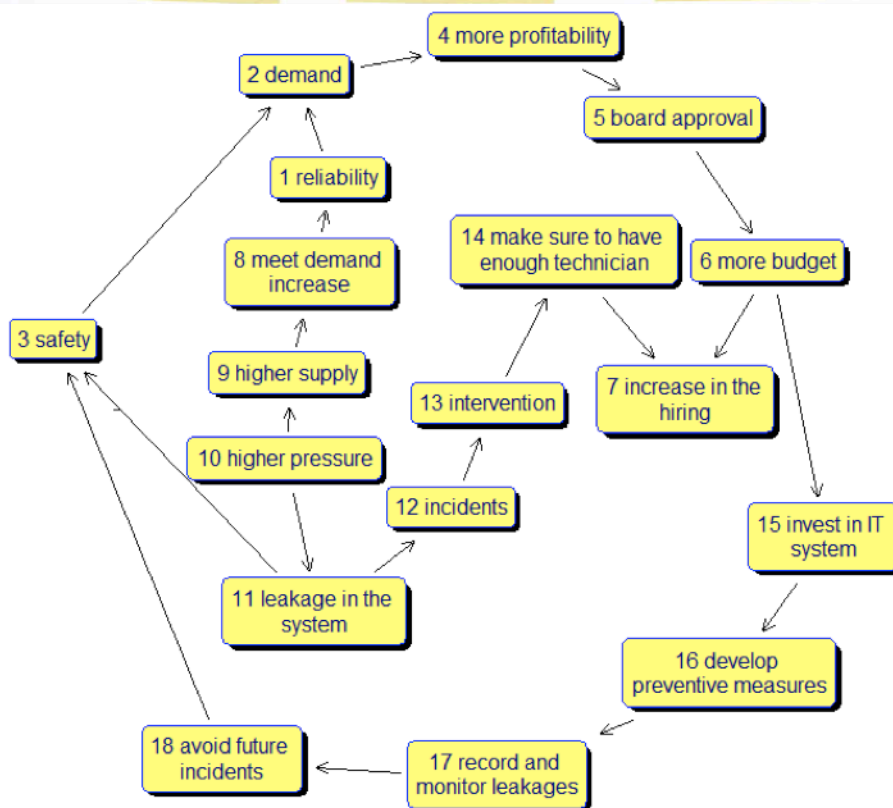 4 more profitability
2 demand
5 board approval
1 reliability
14 make sure to have
enough technician
8 meet demand
increase
6 more budget
3 safety
9 higher supply
13 intervention
7 increase in the
hiring
10 higher pressure
12 incidents
15 invest in IT
system
11 leakage in the
system
16 develop
preventive measures
18 avoid future
incidents
17 record and
monitor leakages